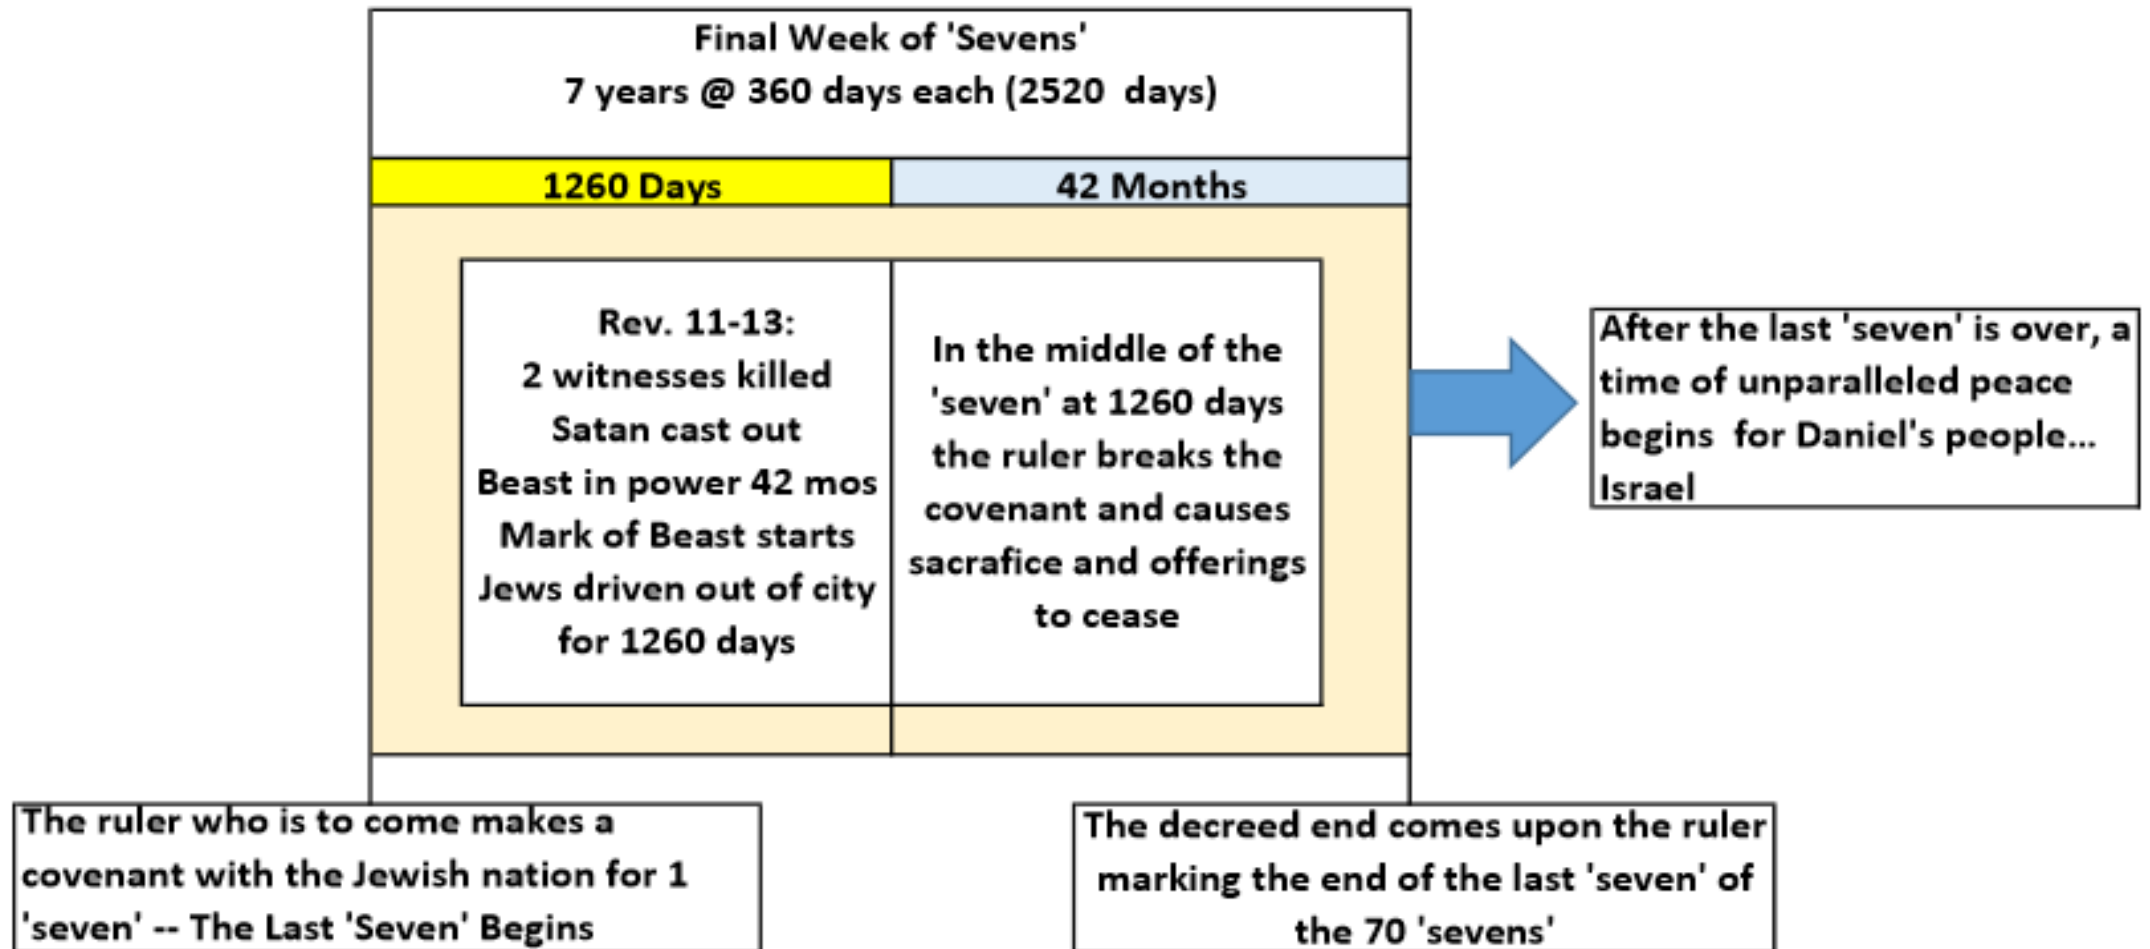 Final Week of 'Sevens'
7 years @ 360 days each (2520  days)
1260 Days
42 Months
Rev. 11-13:
2 witnesses killed
Satan cast out
Beast in power 42 mos
Mark of Beast starts
Jews driven out of city
for 1260 days
In the middle of the
'seven' at 1260 days
the ruler breaks the
covenant and causes
sacrafice and offerings
to cease
After the last 'seven' is over, a
time of unparalleled peace
begins  for Daniel's people...
Israel
The ruler who is to come makes a
covenant with the Jewish nation for 1
'seven' -- The Last 'Seven' Begins
The decreed end comes upon the ruler
marking the end of the last 'seven' of
the 70 'sevens'